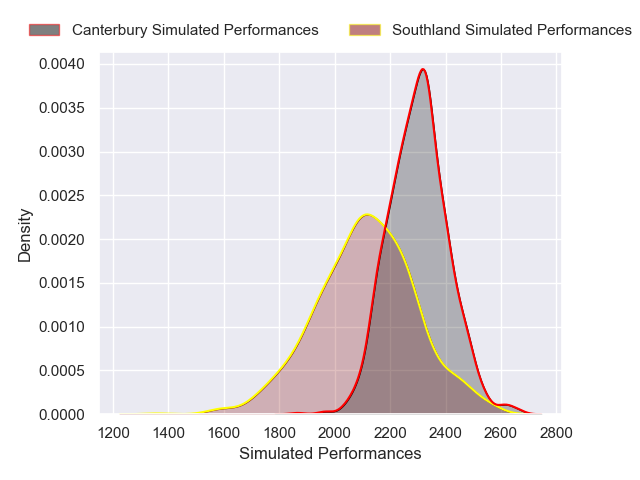 Canterbury Simulated Performances Southland Simulated Performances
0.0040
0.0035
0.0030
0.0025
0.0020
0.0015
0.0010
0.0005
0.0000
Density
1200 1400 1600 1800 2000 2200 2400 2600 2800
Simulated Performances